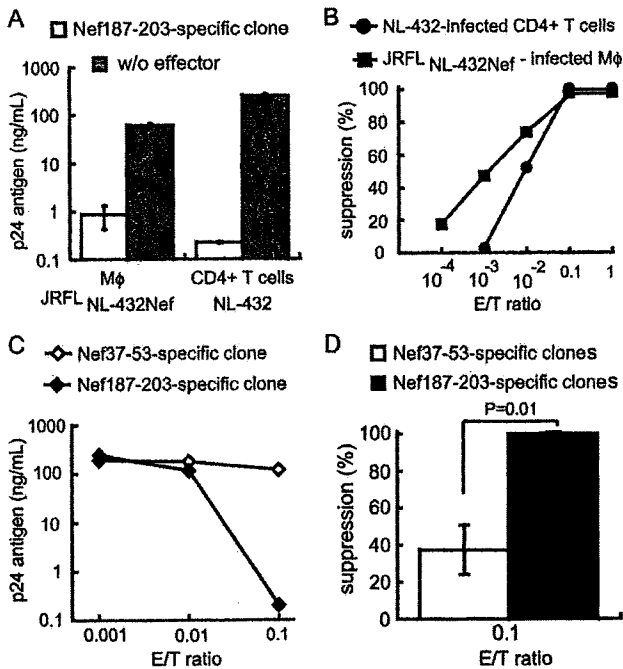 A
Nef187-203-specific clone
w/o effector
p24 antigen (ng/mL)
1000
100
10
1
0.1
Mϕ CD4+ T cells
JRFL NL-432Nef NL-432
B
NL-432-Infected CD4+ T cells
JRFL NL-432Nef - infected Mϕ
suppression (%)
100
80
60
40
20
0
10-4 10-3 10-2 0.1 1
E/T ratio
C
Nef37-53-specific clone
Nef187-203-specific clone
p24 antigen (ng/mL)
1000
100
10
1
0.1
0.001 0.01 0.1
E/T ratio
D
Nef37-53-specific clones
Nef187-203-specific clones
P=0.01
suppression (%)
100
80
60
40
20
0
0.1
E/T ratio